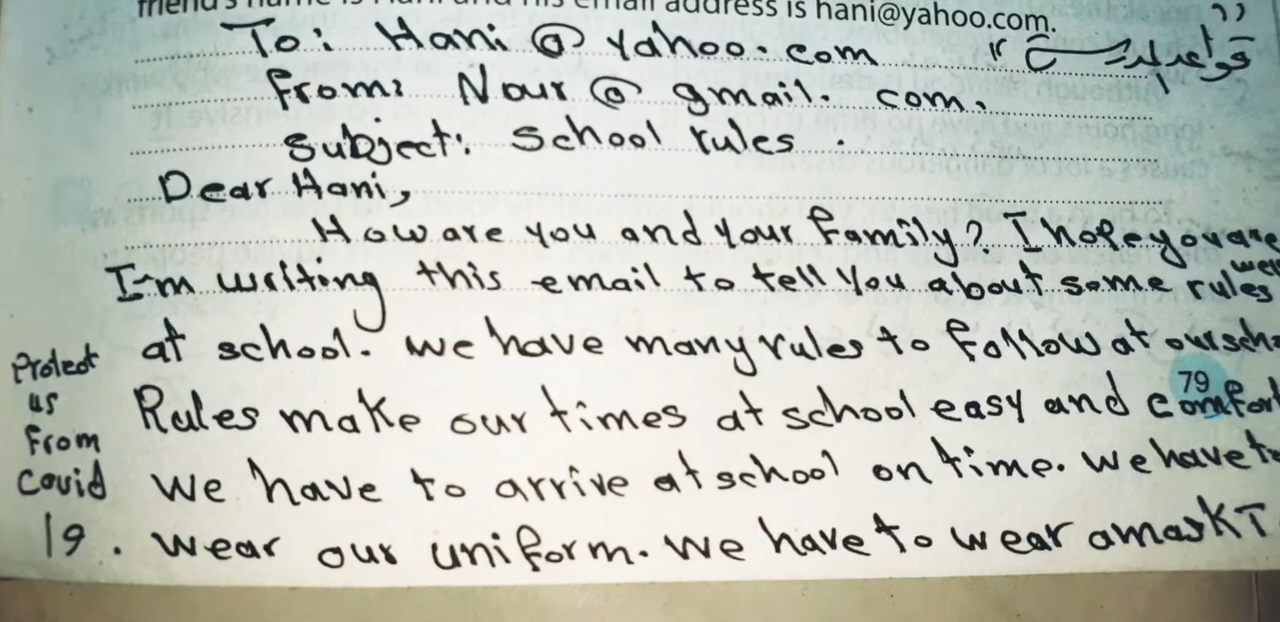 friend's name is Hani and his email address is hani@yahoo.com.
To: Hani @ yahoo.com
From: Nour @ gmail. com.
Subject: School rules .
Dear Hani,
How are you and your family? I hope you are well
I'm writing this email to tell you about some rules
at school. we have many rules to follow at our sch
79
Rules make our times at school easy and comfort
we have to arrive at school on time. we have to
wear our uniform. We have to wear a mask T
Protect
us
From
Covid
19.